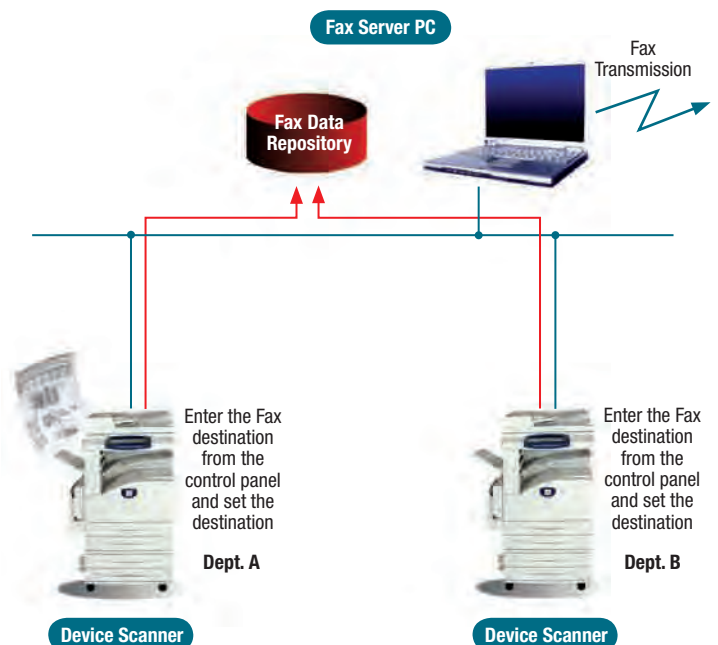 Fax Server PC
Fax
Transmission
Fax Data
Repository
Enter the Fax
destination
from the
control panel
and set the
destination
Dept. A
Device Scanner
Enter the Fax
destination
from the
control panel
and set the
destination
Dept. B
Device Scanner